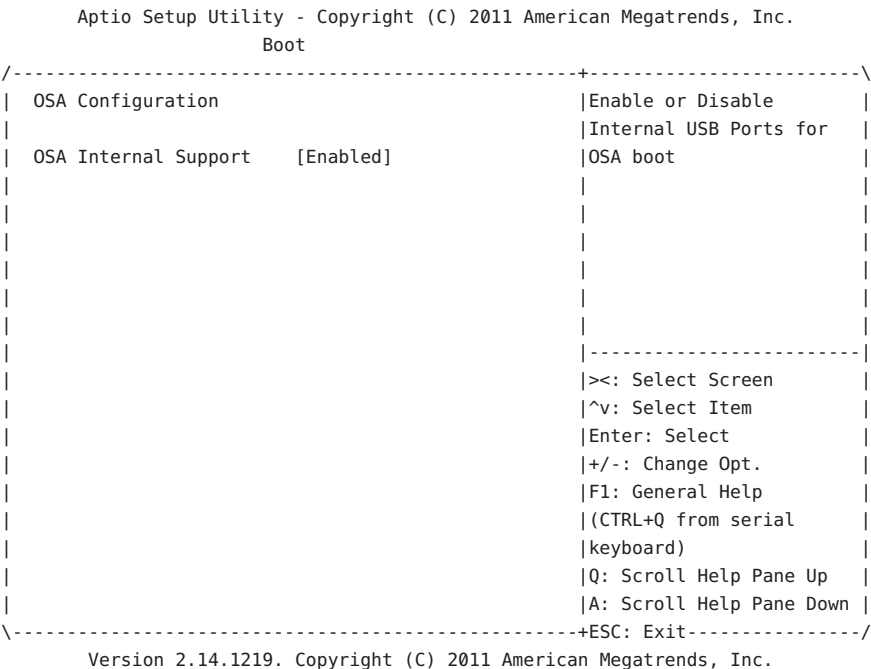 Aptio Setup Utility - Copyright (C) 2011 American Megatrends, Inc.
Boot
/----------------------------------------------------+-------------------------\
|  OSA Configuration                                 |Enable or Disable        |
|                                                    |Internal USB Ports for   |
|  OSA Internal Support    [Enabled]                 |OSA boot                 |
|                                                    |                         |
|                                                    |                         |
|                                                    |                         |
|                                                    |                         |
|                                                    |                         |
|                                                    |                         |
|                                                    |-------------------------|
|                                                    |><: Select Screen        |
|                                                    |^v: Select Item          |
|                                                    |Enter: Select            |
|                                                    |+/-: Change Opt.         |
|                                                    |F1: General Help         |
|                                                    |(CTRL+Q from serial      |
|                                                    |keyboard)                |
|                                                    |Q: Scroll Help Pane Up   |
|                                                    |A: Scroll Help Pane Down |
\----------------------------------------------------+ESC: Exit----------------/
Version 2.14.1219. Copyright (C) 2011 American Megatrends, Inc.